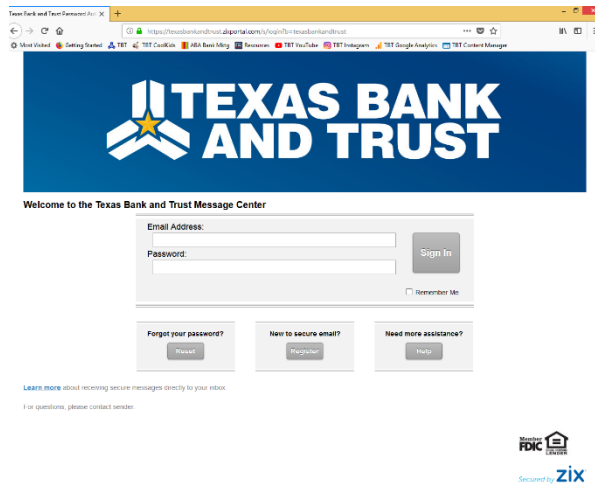 Texas Bank and Trust Password Aut
https://texasbankandtrust.zixportal.com/s/login?b=texasbankandtrust
Most Visited Getting Started TBT TBT CardKids ABA Bank Mktg Resources TBT YouTube TBT Instagram TBT Google Analytics TBT Content Manager
TEXAS BANK
AND TRUST
Welcome to the Texas Bank and Trust Message Center
Email Address:
Password:
Sign In
Remember Me
Forgot your password? New to secure email? Need more assistance?
Reset Register Help
Learn more about receiving secure messages directly to your inbox.
For questions, please contact sender.
Member
FDIC
LENDER
Secured by zix